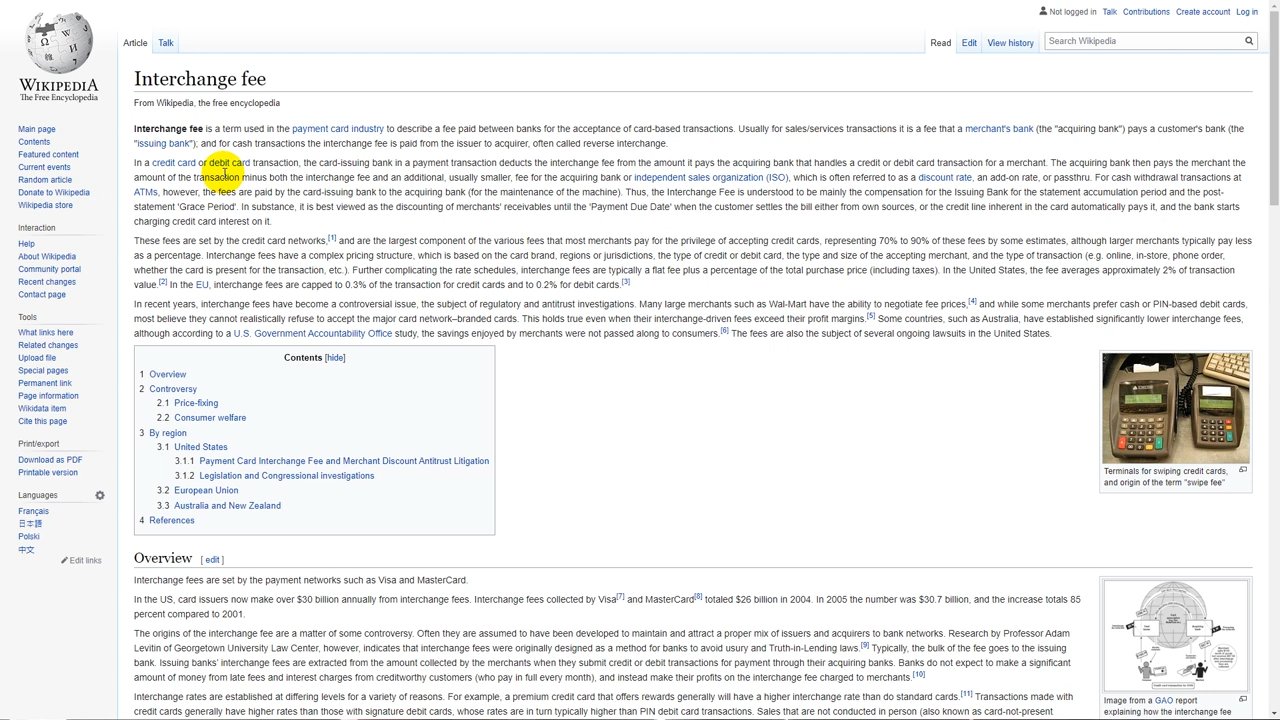 Not logged in Talk Contributions Create account Log in
Article Talk Read Edit View history Search Wikipedia
WIKIPEDIA
The Free Encyclopedia
Main page
Contents
Featured content
Current events
Random article
Donate to Wikipedia
Wikipedia store
Interaction
Help
About Wikipedia
Community portal
Recent changes
Contact page
Tools
What links here
Related changes
Upload file
Special pages
Permanent link
Page information
Wikidata item
Cite this page
Print/export
Download as PDF
Printable version
Languages
Français
日本語
Polski
中文
Edit links
Interchange fee
From Wikipedia, the free encyclopedia
Interchange fee is a term used in the payment card industry to describe a fee paid between banks for the acceptance of card-based transactions. Usually for sales/services transactions it is a fee that a merchant's bank (the "acquiring bank") pays a customer's bank (the
"issuing bank"); and for cash transactions the interchange fee is paid from the issuer to acquirer, often called reverse interchange.
In a credit card or debit card transaction, the card-issuing bank in a payment transaction deducts the interchange fee from the amount it pays the acquiring bank that handles a credit or debit card transaction for a merchant. The acquiring bank then pays the merchant the
amount of the transaction minus both the interchange fee and an additional, usually smaller, fee for the acquiring bank or independent sales organization (ISO), which is often referred to as a discount rate, an add-on rate, or passthru. For cash withdrawal transactions at
ATMs, however, the fees are paid by the card-issuing bank to the acquiring bank (for the maintenance of the machine). Thus, the Interchange Fee is understood to be mainly the compensation for the Issuing Bank for the statement accumulation period and the post-
statement 'Grace Period'. In substance, it is best viewed as the discounting of merchants' receivables until the 'Payment Due Date' when the customer settles the bill either from own sources, or the credit line inherent in the card automatically pays it, and the bank starts
charging credit card interest on it.
These fees are set by the credit card networks,[1] and are the largest component of the various fees that most merchants pay for the privilege of accepting credit cards, representing 70% to 90% of these fees by some estimates, although larger merchants typically pay less
as a percentage. Interchange fees have a complex pricing structure, which is based on the card brand, regions or jurisdictions, the type of credit or debit card, the type and size of the accepting merchant, and the type of transaction (e.g. online, in-store, phone order,
whether the card is present for the transaction, etc.). Further complicating the rate schedules, interchange fees are typically a flat fee plus a percentage of the total purchase price (including taxes). In the United States, the fee averages approximately 2% of transaction
value.[2] In the EU, interchange fees are capped to 0.3% of the transaction for credit cards and to 0.2% for debit cards.[3]
In recent years, interchange fees have become a controversial issue, the subject of regulatory and antitrust investigations. Many large merchants such as Wal-Mart have the ability to negotiate fee prices,[4] and while some merchants prefer cash or PIN-based debit cards,
most believe they cannot realistically refuse to accept the major card network–branded cards. This holds true even when their interchange-driven fees exceed their profit margins.[5] Some countries, such as Australia, have established significantly lower interchange fees,
although according to a U.S. Government Accountability Office study, the savings enjoyed by merchants were not passed along to consumers.[6] The fees are also the subject of several ongoing lawsuits in the United States.
Contents [hide]
1 Overview
2 Controversy
2.1 Price-fixing
2.2 Consumer welfare
3 By region
3.1 United States
3.1.1 Payment Card Interchange Fee and Merchant Discount Antitrust Litigation
3.1.2 Legislation and Congressional investigations
3.2 European Union
3.3 Australia and New Zealand
4 References
Terminals for swiping credit cards,
and origin of the term "swipe fee"
Overview [ edit ]
Interchange fees are set by the payment networks such as Visa and MasterCard.
In the US, card issuers now make over $30 billion annually from interchange fees. Interchange fees collected by Visa[7] and MasterCard[8] totaled $26 billion in 2004. In 2005 the number was $30.7 billion, and the increase totals 85
percent compared to 2001.
The origins of the interchange fee are a matter of some controversy. Often they are assumed to have been developed to maintain and attract a proper mix of issuers and acquirers to bank networks. Research by Professor Adam
Levitin of Georgetown University Law Center, however, indicates that interchange fees were originally designed as a method for banks to avoid usury and Truth-in-Lending laws.[9] Typically, the bulk of the fee goes to the issuing
bank. Issuing banks' interchange fees are extracted from the amount collected by the merchants when they submit credit or debit transactions for payment through their acquiring banks. Banks do not expect to make a significant
amount of money from late fees and interest charges from creditworthy customers (who pay in full every month), and instead make their profits on the interchange fee charged to merchants.[10]
Interchange rates are established at differing levels for a variety of reasons. For example, a premium credit card that offers rewards generally will have a higher interchange rate than standard cards.[11] Transactions made with
credit cards generally have higher rates than those with signature debit cards, whose rates are in turn typically higher than PIN debit card transactions. Sales that are not conducted in person (also known as card-not-present
Image from a GAO report
explaining how the interchange fee